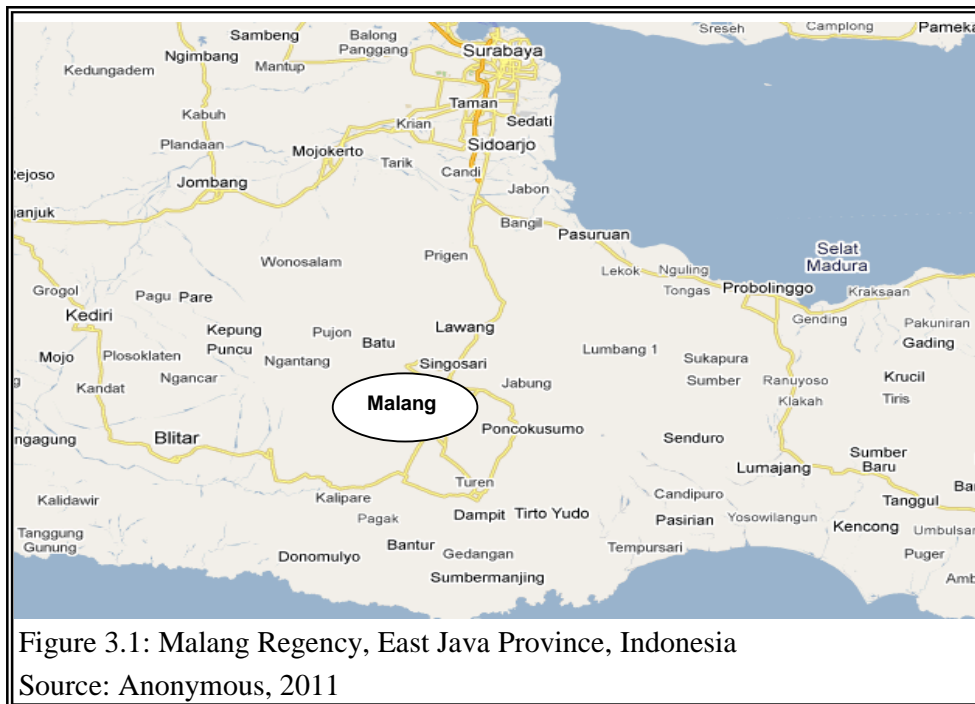 Sambeng
Balong
Panggang
Sreseh
Camplong
Pameka
Ngimbang
Mantup
Surabaya
Kedungadem
Kabuh
Taman
Plandaan
Krian
Sedati
Mojokerto
Sidoarjo
Tarik
Candi
Rejoso
Jombang
Jabon
anjuk
Bangil
Pasuruan
Selat
Madura
Wonosalam
Prigen
Lekok
Nguling
Tongas
Probolinggo
Kraksaan
Grogol
Pagu
Pare
Gending
Kediri
Pakuniran
Gading
Kepung
Puncu
Pujon
Batu
Lawang
Lumbang 1
Mojo
Plosoklaten
Ngantang
Singosari
Sukapura
Sumber
Ranuyoso
Krucil
Kandat
Ngancar
Jabung
Klakah
Tiris
Malang
ngagung
Blitar
Poncokusumo
Senduro
Sumber
Baru
Lumajang
Kalidawir
Kalipare
Turen
Candipuro
Tanggul
Ba
Pagak
Dampit
Tirto Yudo
Pasirian
Yosowilangun
Kencong
Umbulsar
Tanggung
Gunung
Donomulyo
Bantur
Gedangan
Tempursari
Puger
Sumbermanjing
Amb
Figure 3.1: Malang Regency, East Java Province, Indonesia
Source: Anonymous, 2011